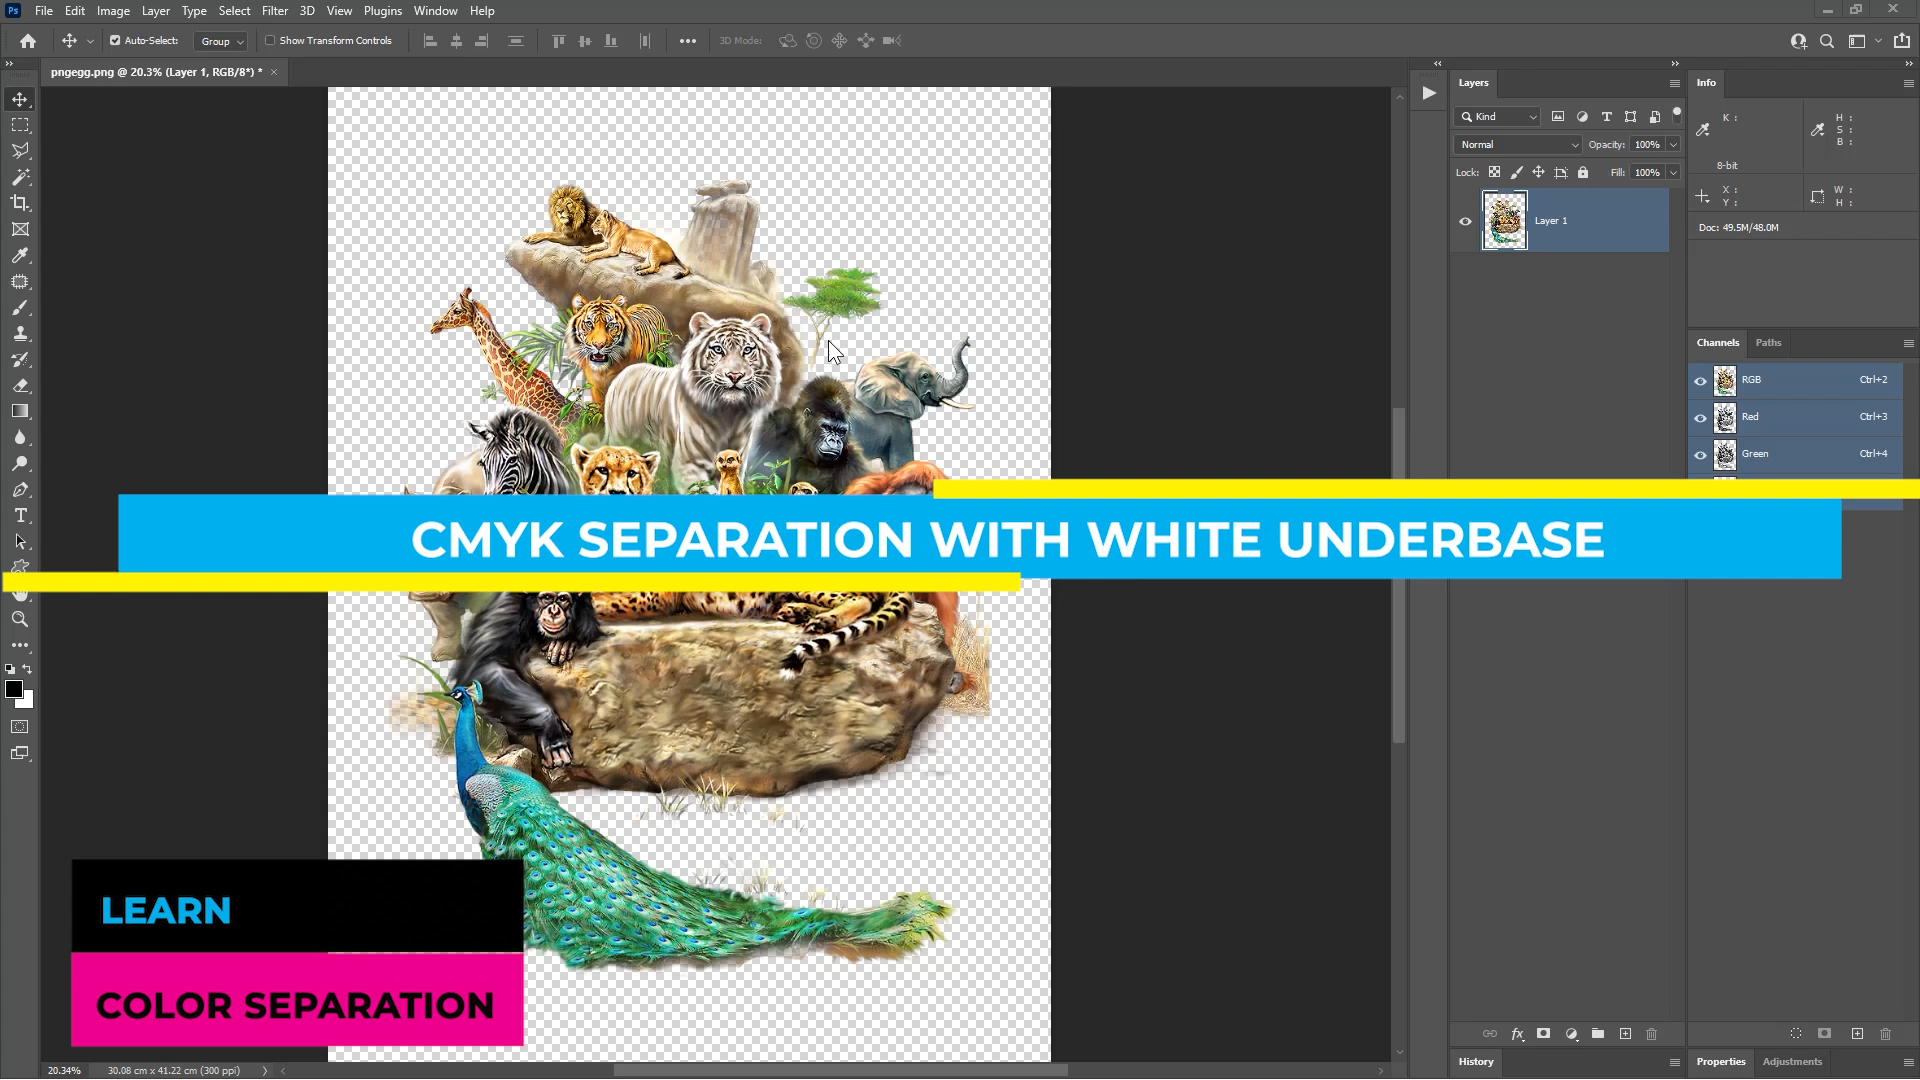 Ps File Edit Image Layer Type Select Filter 3D View Plugins Window Help
Auto-Select: Group Show Transform Controls 3D Mode:
pngegg.png @ 20.3% (Layer 1, RGB/8*) *
Layers
Kind
Normal Opacity: 100%
Lock: Fill: 100%
Layer 1
Info
K :
H :
S :
B :
8-bit
X :
Y :
W :
H :
Doc: 49.5M/48.0M
Channels Paths
RGB Ctrl+2
Red Ctrl+3
Green Ctrl+4
CMYK SEPARATION WITH WHITE UNDERBASE
LEARN
COLOR SEPARATION
fx
20.34% 30.08 cm x 41.22 cm (300 ppi)
History
Properties Adjustments